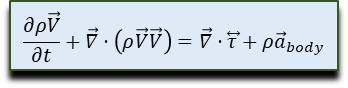 ∂ρV⃗/∂t + ∇⃗ · (ρV⃗V⃗) = ∇⃗ · τ⃡ + ρa⃗_body